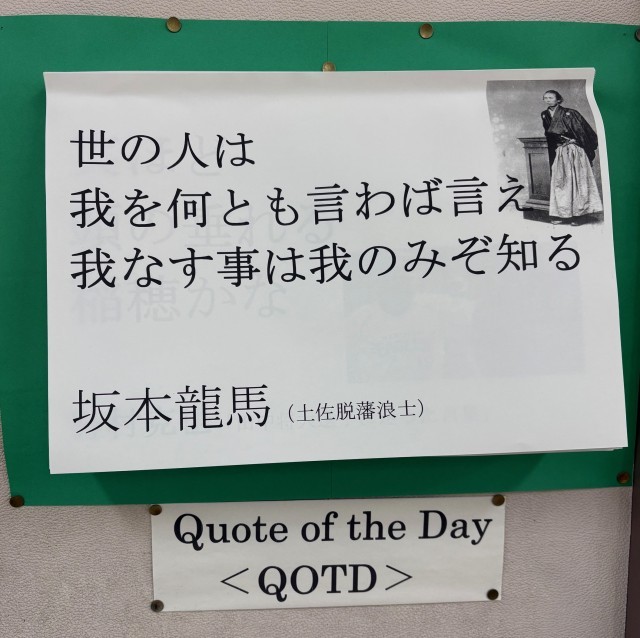 世の人は
我を何とも言わば言え
我なす事は我のみぞ知る
坂本龍馬（土佐脱藩浪士）
Quote of the Day
＜QOTD＞